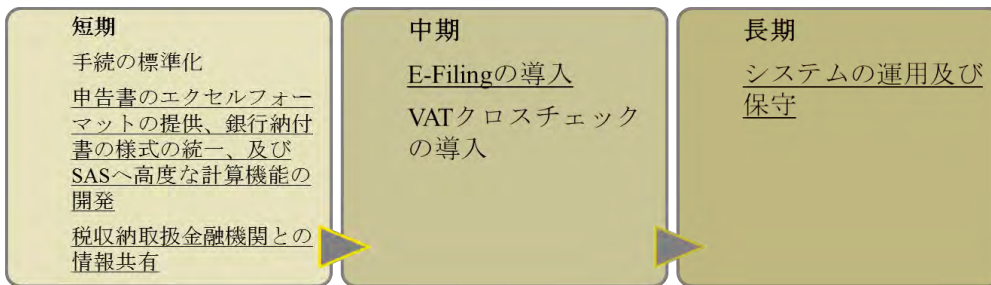 短期
手続の標準化
申告書のエクセルフォー
マットの提供、銀行納付
書の様式の統一、及び
SASへ高度な計算機能の
開発
税収納取扱金融機関との
情報共有
中期
E-Filingの導入
VATクロスチェック
の導入
長期
システムの運用及び
保守